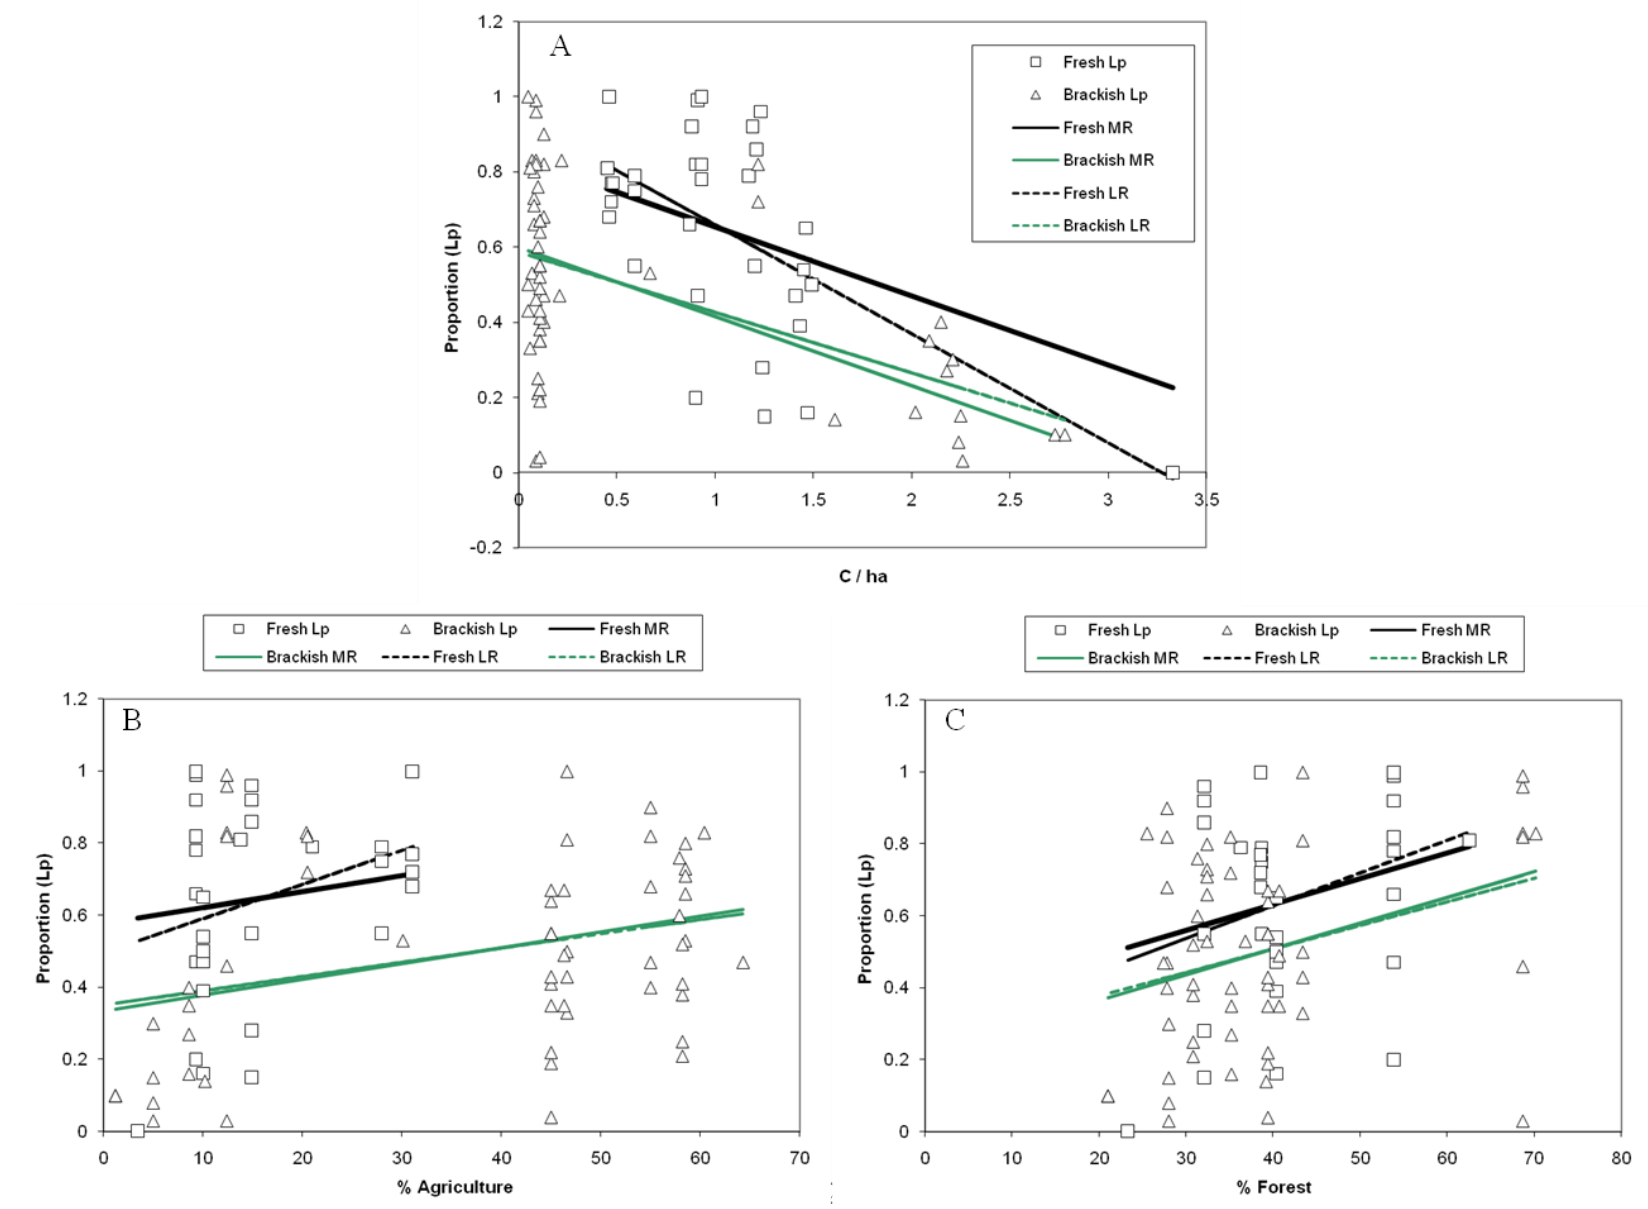 1.2
A
Fresh Lp
Brackish Lp
Fresh MR
Brackish MR
Fresh LR
Brackish LR
1
0.8
0.6
0.4
0.2
0
-0.2
Proportion (Lp)
0 0.5 1 1.5 2 2.5 3 3.5
C / ha
Fresh Lp Brackish Lp Fresh MR
Brackish MR Fresh LR Brackish LR
B
1.2
1
0.8
0.6
0.4
0.2
0
Proportion (Lp)
0 10 20 30 40 50 60 70
% Agriculture
Fresh Lp Brackish Lp Fresh MR
Brackish MR Fresh LR Brackish LR
C
1.2
1
0.8
0.6
0.4
0.2
0
Proportion (Lp)
0 10 20 30 40 50 60 70 80
% Forest